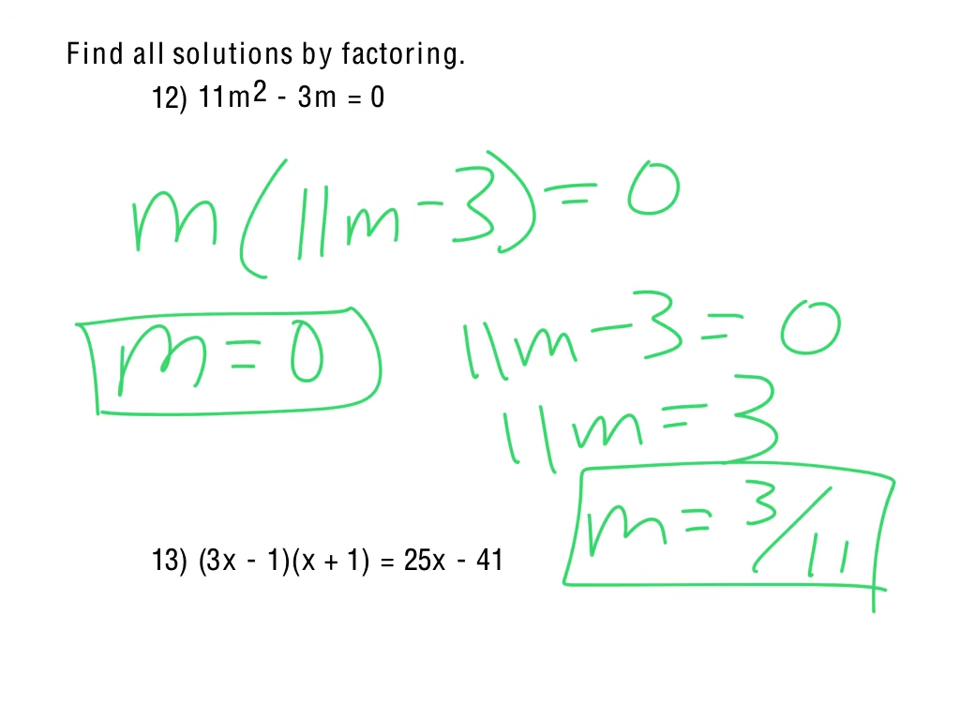 Find all solutions by factoring.
12) 11m² - 3m = 0
m(11m-3)=0
m=0
11m-3=0
11m=3
m=3/11
13) (3x - 1)(x + 1) = 25x - 41